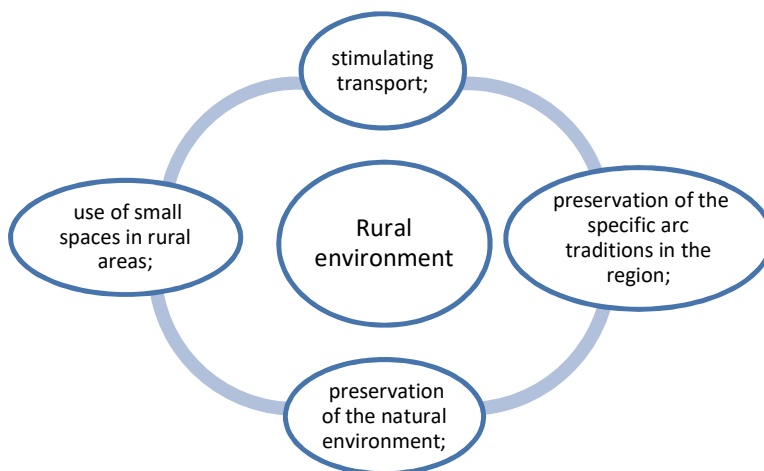 stimulating
transport;
use of small
spaces in rural
areas;
Rural
environment
preservation of the
specific arc
traditions in the
region;
preservation
of the natural
environment;